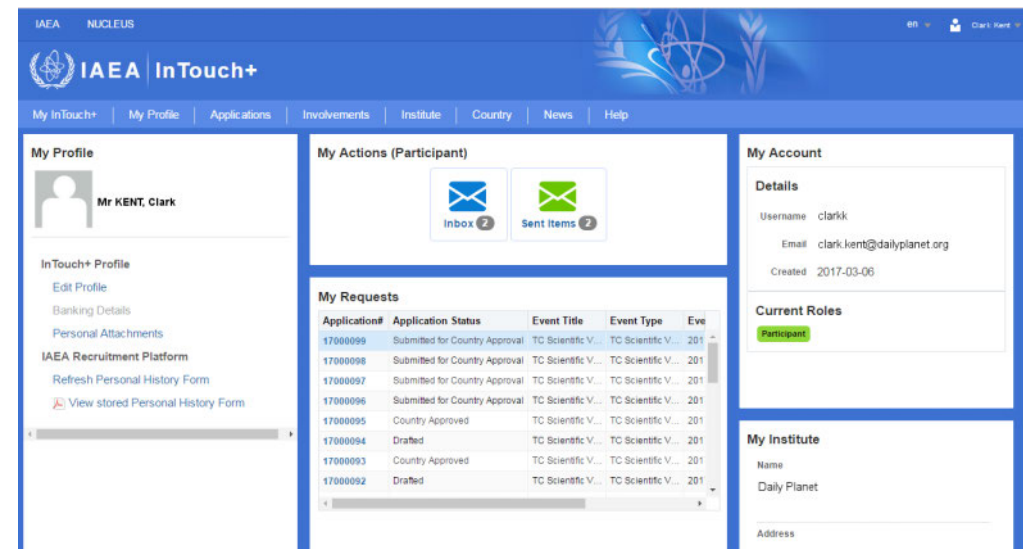 IAEA NUCLEUS en Clark Kent
IAEA InTouch+
My InTouch+ My Profile Applications Involvements Institute Country News Help
My Profile
Mr KENT, Clark
InTouch+ Profile
Edit Profile
Banking Details
Personal Attachments
IAEA Recruitment Platform
Refresh Personal History Form
View stored Personal History Form
My Actions (Participant)
Inbox 2 Sent Items 2
My Requests
Application# Application Status Event Title Event Type Eve
17000099 Submitted for Country Approval TC Scientific V... TC Scientific V... 201
17000098 Submitted for Country Approval TC Scientific V... TC Scientific V... 201
17000097 Submitted for Country Approval TC Scientific V... TC Scientific V... 201
17000096 Submitted for Country Approval TC Scientific V... TC Scientific V... 201
17000095 Country Approved TC Scientific V... TC Scientific V... 201
17000094 Drafted TC Scientific V... TC Scientific V... 201
17000093 Country Approved TC Scientific V... TC Scientific V... 201
17000092 Drafted TC Scientific V... TC Scientific V... 201
My Account
Details
Username clarkk
Email clark.kent@dailyplanet.org
Created 2017-03-06
Current Roles
Participant
My Institute
Name
Daily Planet
Address